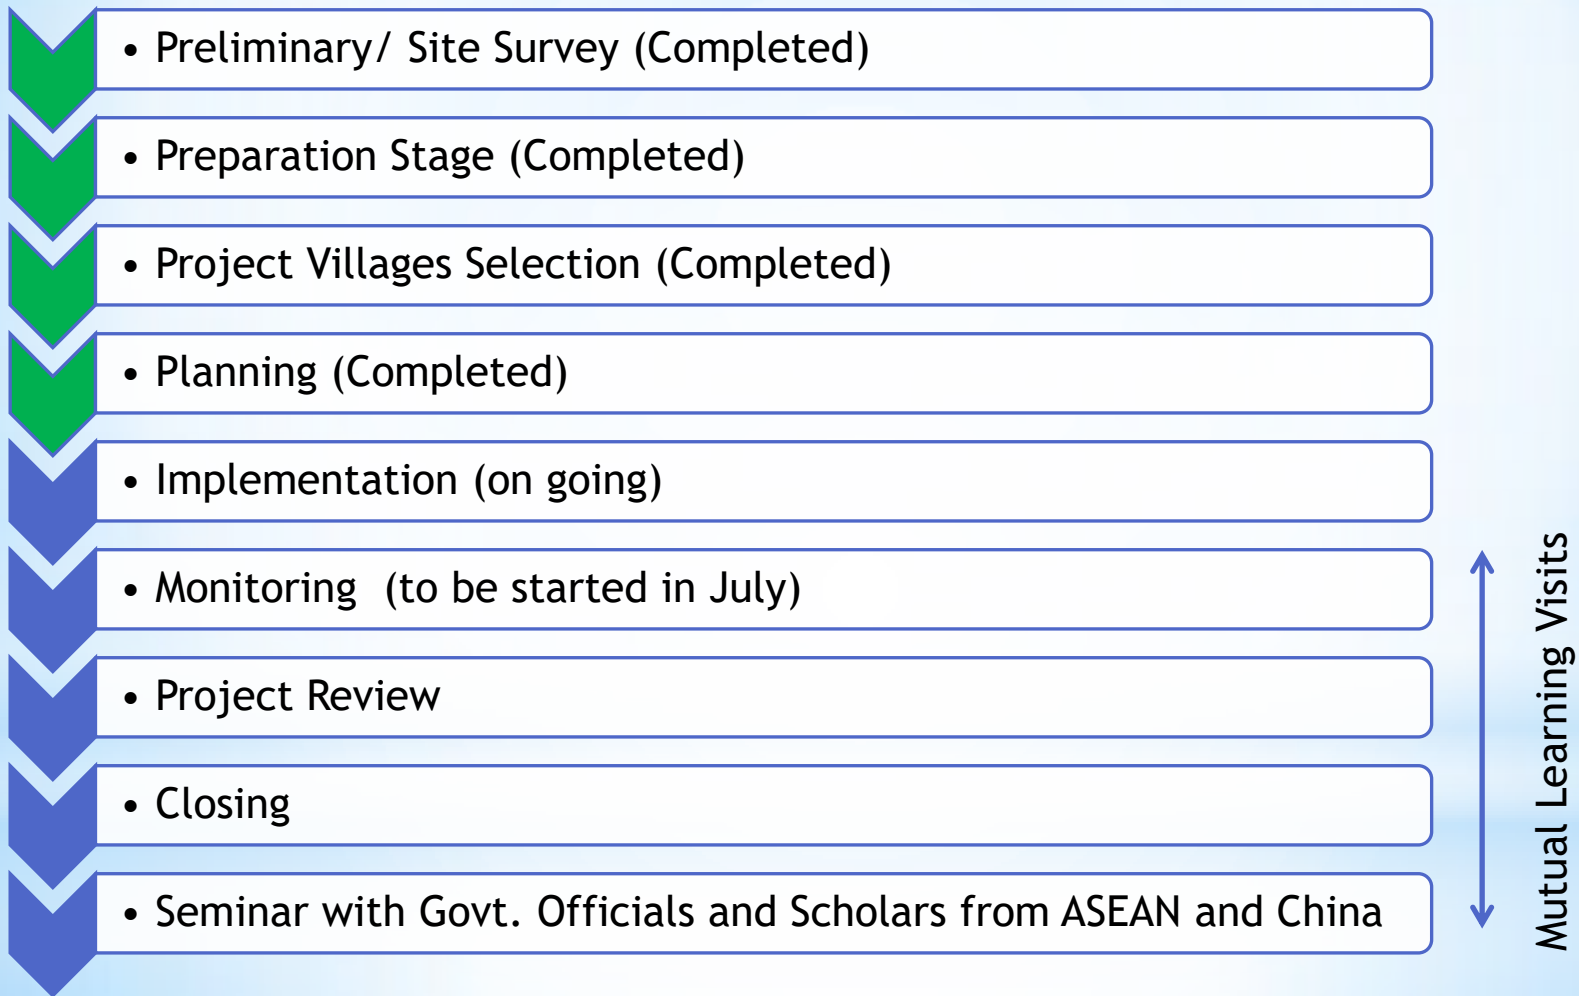 • Preliminary/ Site Survey (Completed)
• Preparation Stage (Completed)
• Project Villages Selection (Completed)
• Planning (Completed)
• Implementation (on going)
• Monitoring  (to be started in July)
• Project Review
• Closing
• Seminar with Govt. Officials and Scholars from ASEAN and China
Mutual Learning Visits